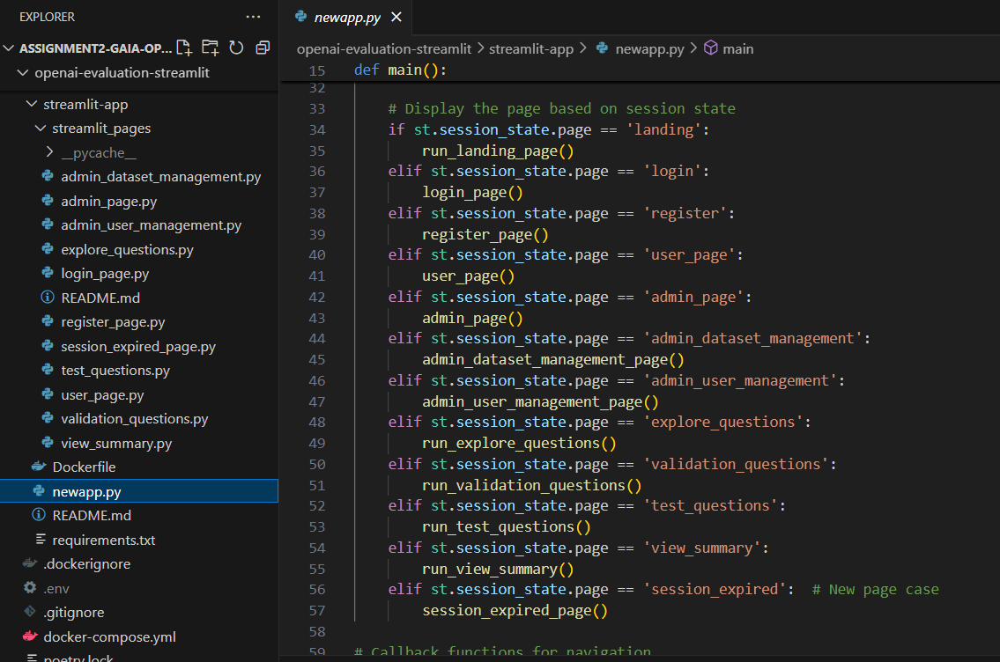 EXPLORER
ASSIGNMENT2-GAIA-OP...
openai-evaluation-streamlit
streamlit-app
streamlit_pages
__pycache__
admin_dataset_management.py
admin_page.py
admin_user_management.py
explore_questions.py
login_page.py
README.md
register_page.py
session_expired_page.py
test_questions.py
user_page.py
validation_questions.py
view_summary.py
Dockerfile
newapp.py
README.md
requirements.txt
.dockerignore
.env
.gitignore
docker-compose.yml
poetry.lock
newapp.py
openai-evaluation-streamlit > streamlit-app > newapp.py > main
15 def main():
32
33 # Display the page based on session state
34 if st.session_state.page == 'landing':
35 run_landing_page()
36 elif st.session_state.page == 'login':
37 login_page()
38 elif st.session_state.page == 'register':
39 register_page()
40 elif st.session_state.page == 'user_page':
41 user_page()
42 elif st.session_state.page == 'admin_page':
43 admin_page()
44 elif st.session_state.page == 'admin_dataset_management':
45 admin_dataset_management_page()
46 elif st.session_state.page == 'admin_user_management':
47 admin_user_management_page()
48 elif st.session_state.page == 'explore_questions':
49 run_explore_questions()
50 elif st.session_state.page == 'validation_questions':
51 run_validation_questions()
52 elif st.session_state.page == 'test_questions':
53 run_test_questions()
54 elif st.session_state.page == 'view_summary':
55 run_view_summary()
56 elif st.session_state.page == 'session_expired':  # New page case
57 session_expired_page()
58
59 # Callback functions for navigation